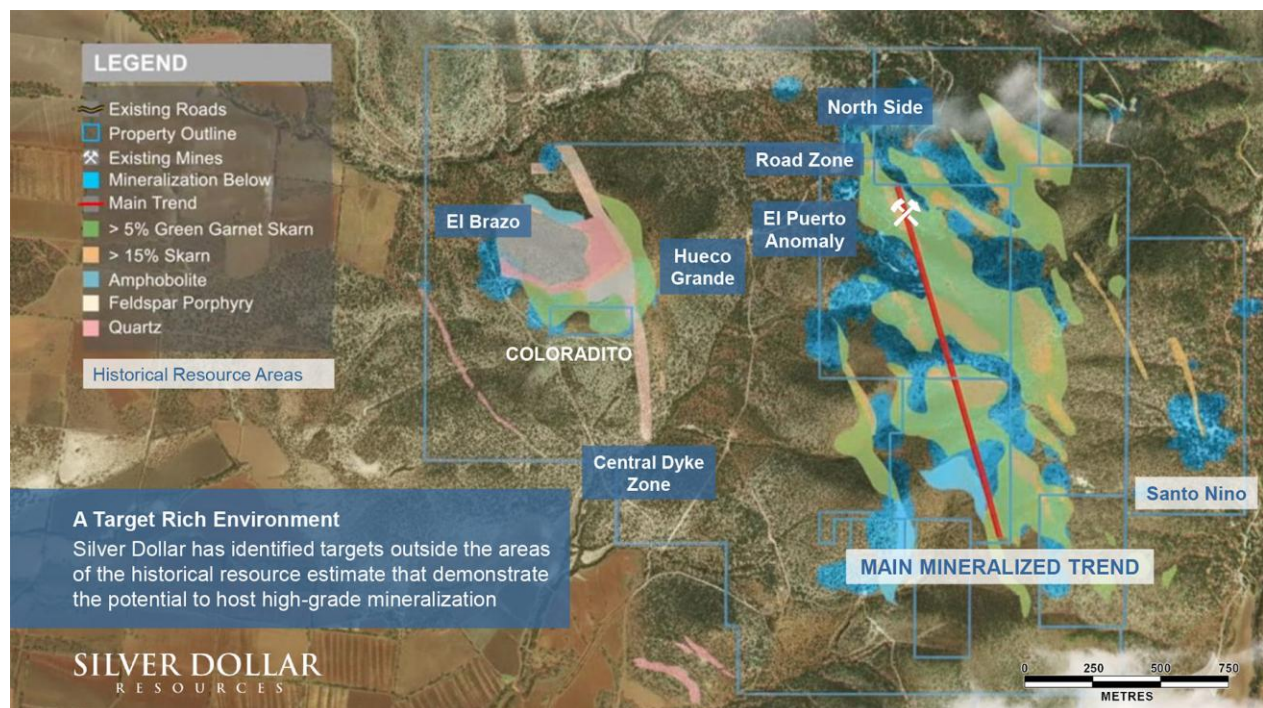 LEGEND
Existing Roads
Property Outline
Existing Mines
Mineralization Below
Main Trend
> 5% Green Garnet Skarn
> 15% Skarn
Amphobolite
Feldspar Porphyry
Quartz
Historical Resource Areas
North Side
Road Zone
El Brazo
El Puerto
Anomaly
Hueco
Grande
COLORADITO
Central Dyke
Zone
Santo Nino
MAIN MINERALIZED TREND
A Target Rich Environment
Silver Dollar has identified targets outside the areas
of the historical resource estimate that demonstrate
the potential to host high-grade mineralization
SILVER DOLLAR
RESOURCES
0 250 500 750
METRES